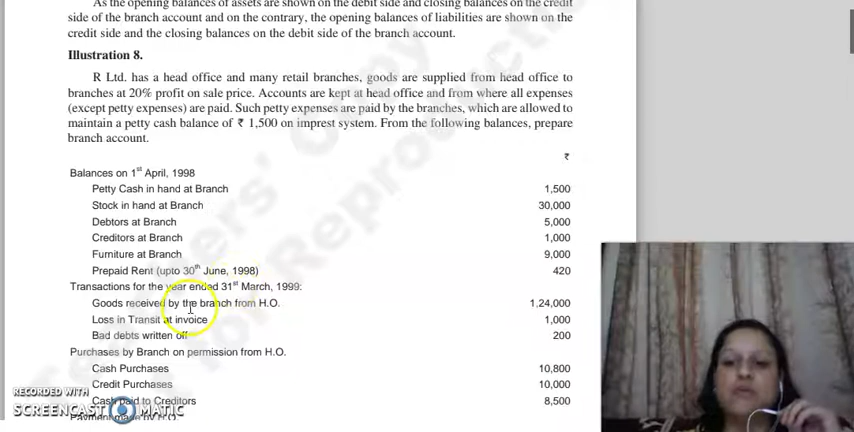 As the opening balances of assets are shown on the debit side and closing balances on the credit
side of the branch account and on the contrary, the opening balances of liabilities are shown on the
credit side and the closing balances on the debit side of the branch account.
Illustration 8.
R Ltd. has a head office and many retail branches, goods are supplied from head office to
branches at 20% profit on sale price. Accounts are kept at head office and from where all expenses
(except petty expenses) are paid. Such petty expenses are paid by the branches, which are allowed to
maintain a petty cash balance of ₹ 1,500 on imprest system. From the following balances, prepare
branch account.
₹
Balances on 1st April, 1998
Petty Cash in hand at Branch 1,500
Stock in hand at Branch 30,000
Debtors at Branch 5,000
Creditors at Branch 1,000
Furniture at Branch 9,000
Prepaid Rent (upto 30th June, 1998) 420
Transactions for the year ended 31st March, 1999:
Goods received by the branch from H.O. 1,24,000
Loss in Transit at invoice 1,000
Bad debts written off 200
Purchases by Branch on permission from H.O.
Cash Purchases 10,800
Credit Purchases 10,000
Cash paid to Creditors 8,500
Payment made by H.O.
RECORDED WITH
SCREENCAST MATIC